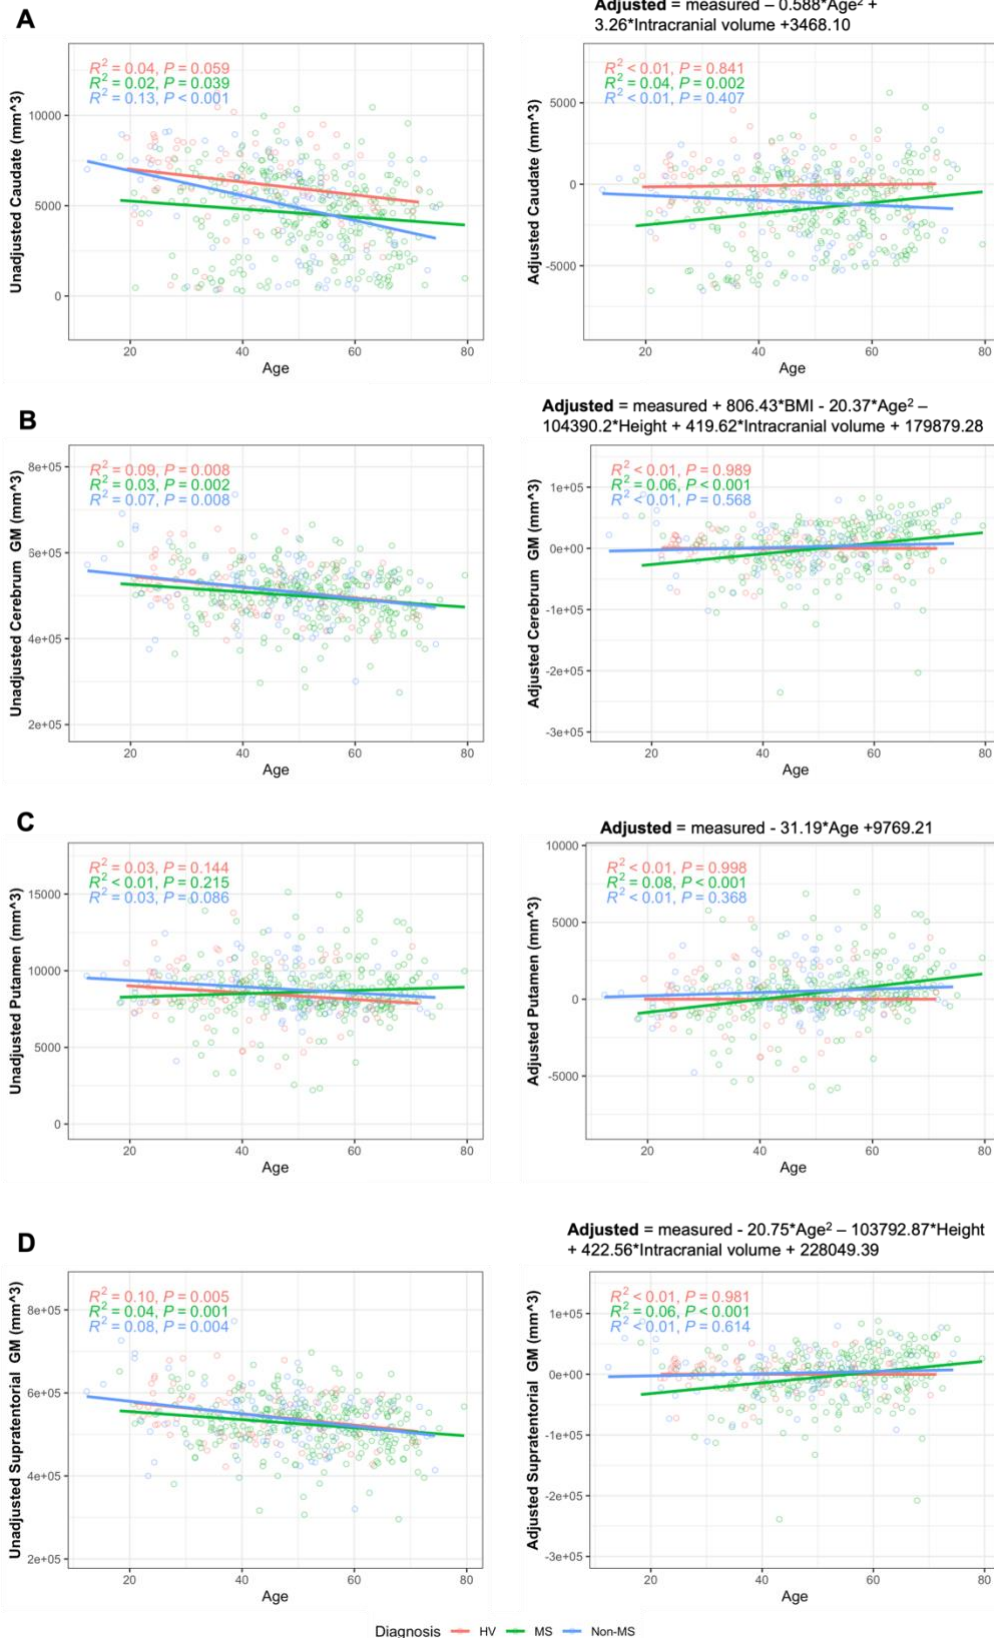 A
Adjusted = measured – 0.588*Age² +
3.26*Intracranial volume +3468.10
R² = 0.04, P = 0.059
R² = 0.02, P = 0.039
R² = 0.13, P < 0.001
Unadjusted Caudate (mm^3)
10000
5000
0
20 40 60 80
Age
R² < 0.01, P = 0.841
R² = 0.04, P = 0.002
R² < 0.01, P = 0.407
Adjusted Caudate (mm^3)
5000
0
-5000
20 40 60 80
Age
B
Adjusted = measured + 806.43*BMI - 20.37*Age² –
104390.2*Height + 419.62*Intracranial volume + 179879.28
R² = 0.09, P = 0.008
R² = 0.03, P = 0.002
R² = 0.07, P = 0.008
Unadjusted Cerebrum GM (mm^3)
8e+05
6e+05
4e+05
2e+05
20 40 60 80
Age
R² < 0.01, P = 0.989
R² = 0.06, P < 0.001
R² < 0.01, P = 0.568
Adjusted Cerebrum GM (mm^3)
1e+05
0e+00
-1e+05
-2e+05
-3e+05
20 40 60 80
Age
C
Adjusted = measured - 31.19*Age +9769.21
R² = 0.03, P = 0.144
R² < 0.01, P = 0.215
R² = 0.03, P = 0.086
Unadjusted Putamen (mm^3)
15000
10000
5000
0
20 40 60 80
Age
R² < 0.01, P = 0.998
R² = 0.08, P < 0.001
R² < 0.01, P = 0.368
Adjusted Putamen (mm^3)
10000
5000
0
-5000
20 40 60 80
Age
D
Adjusted = measured - 20.75*Age² – 103792.87*Height
+ 422.56*Intracranial volume + 228049.39
R² = 0.10, P = 0.005
R² = 0.04, P = 0.001
R² = 0.08, P = 0.004
Unadjusted Supratentorial GM (mm^3)
8e+05
6e+05
4e+05
2e+05
20 40 60 80
Age
R² < 0.01, P = 0.981
R² = 0.06, P < 0.001
R² < 0.01, P = 0.614
Adjusted Supratentorial GM (mm^3)
1e+05
0e+00
-1e+05
-2e+05
-3e+05
20 40 60 80
Age
Diagnosis HV MS Non-MS